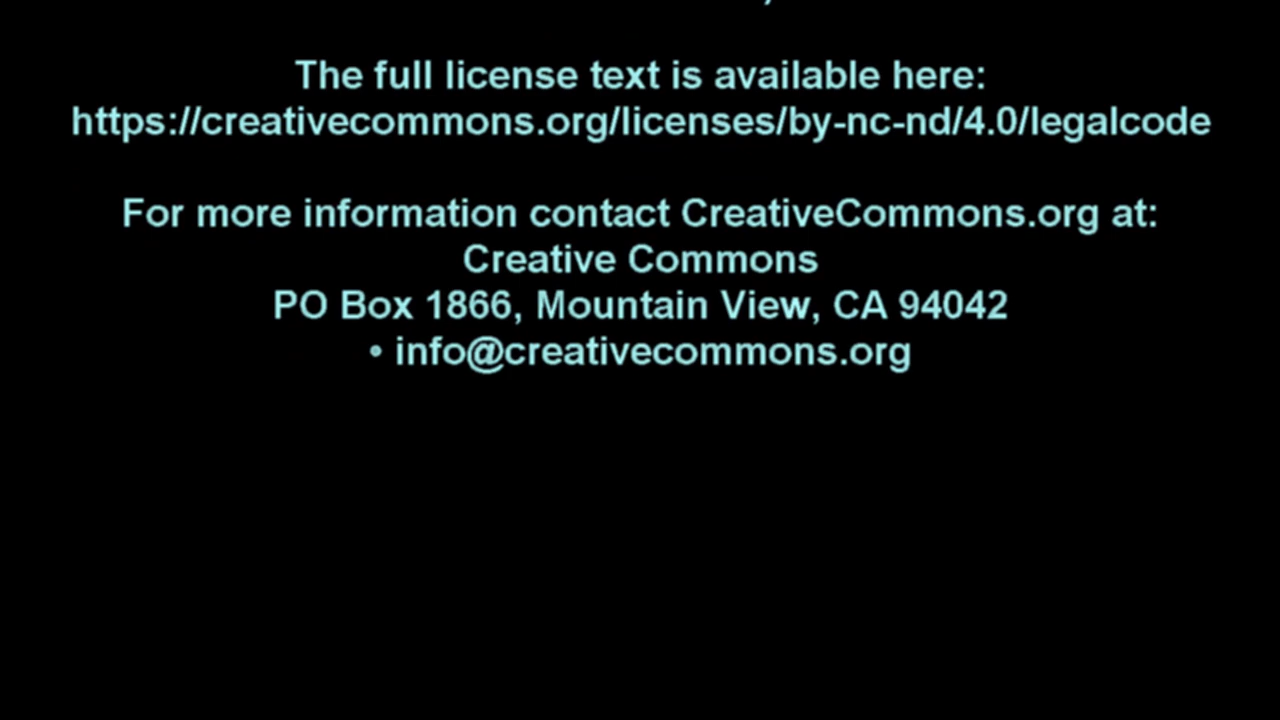 The full license text is available here:
https://creativecommons.org/licenses/by-nc-nd/4.0/legalcode
For more information contact CreativeCommons.org at:
Creative Commons
PO Box 1866, Mountain View, CA 94042
• info@creativecommons.org